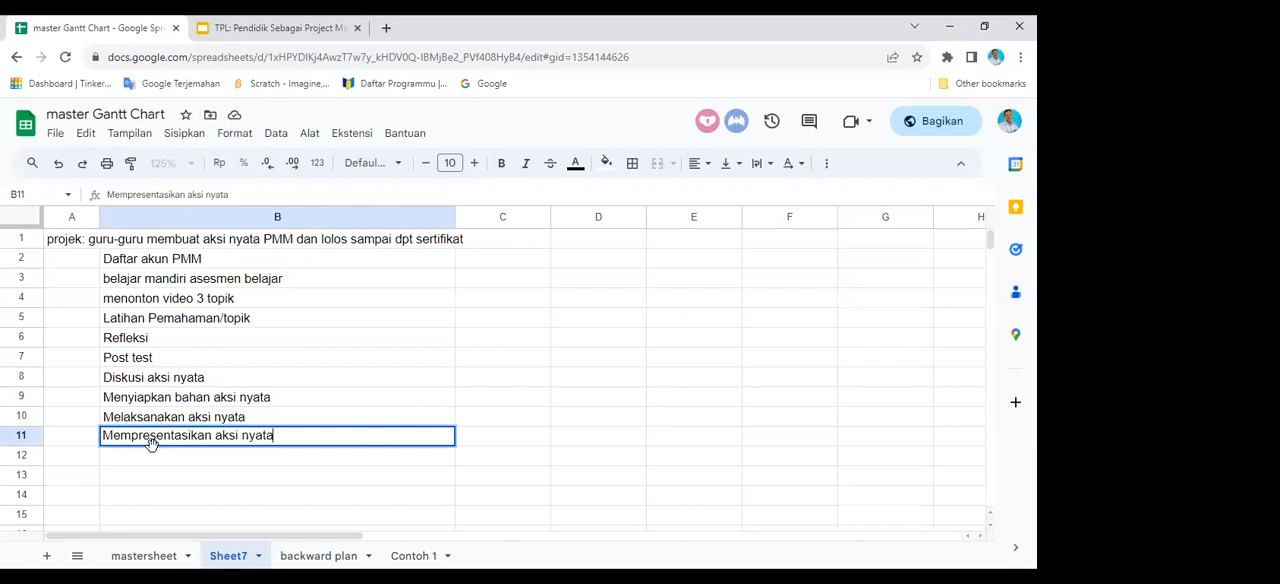 master Gantt Chart - Google Spr
TPL: Pendidik Sebagai Project Ma
docs.google.com/spreadsheets/d/1xHPYDIKj4AwzT7w7y_kHDV0Q-IBMjBe2_PVf408HyB4/edit#gid=1354144626
Dashboard | Tinker...
Google Terjemahan
Scratch - Imagine,...
Daftar Programmu |...
Google
Other bookmarks
master Gantt Chart
File Edit Tampilan Sisipkan Format Data Alat Ekstensi Bantuan
Bagikan
125% Rp % .0 .00 123 Defaul... 10 B I S A
B11 fx Mempresentasikan aksi nyata
A B C D E F G H
1 projek: guru-guru membuat aksi nyata PMM dan lolos sampai dpt sertifikat
2 Daftar akun PMM
3 belajar mandiri asesmen belajar
4 menonton video 3 topik
5 Latihan Pemahaman/topik
6 Refleksi
7 Post test
8 Diskusi aksi nyata
9 Menyiapkan bahan aksi nyata
10 Melaksanakan aksi nyata
11 Mempresentasikan aksi nyata
12
13
14
15
mastersheet Sheet7 backward plan Contoh 1